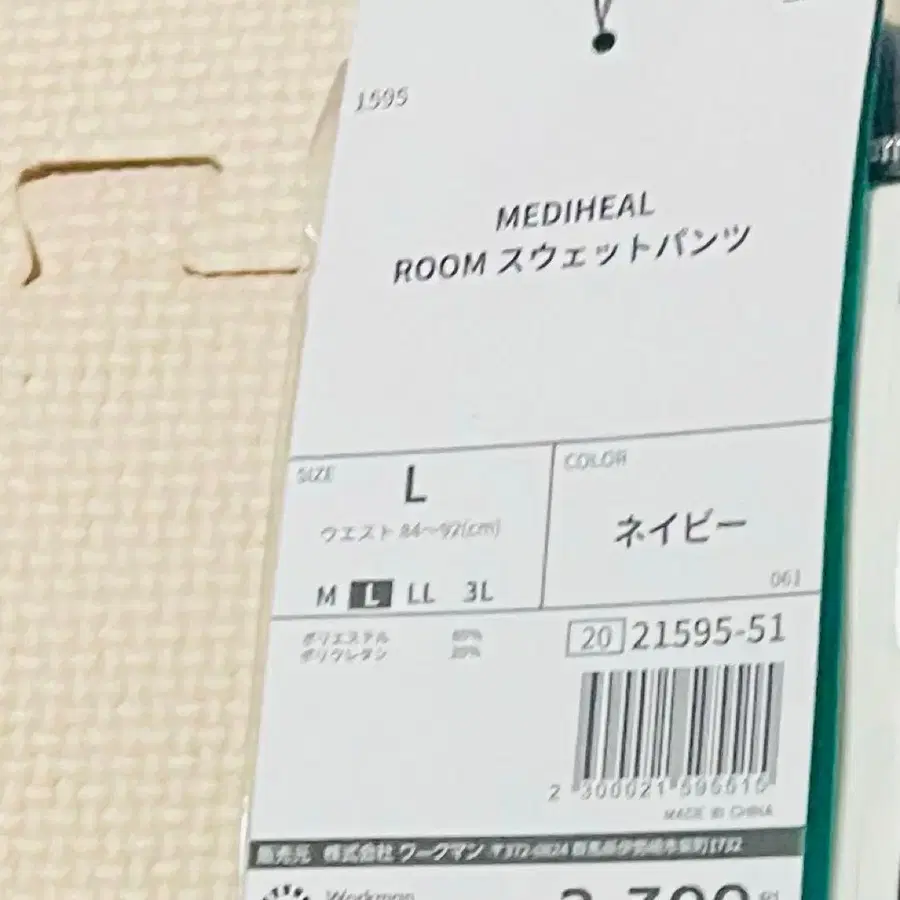 1595
MEDIHEAL
ROOM スウェットパンツ
SIZE
L
ウエスト 84〜92(cm)
M L LL 3L
COLOR
ネイビー
061
ポリエステル
ポリウレタン
20 21595-51
MADE IN CHINA
販売元 株式会社 ワークマン
Workman